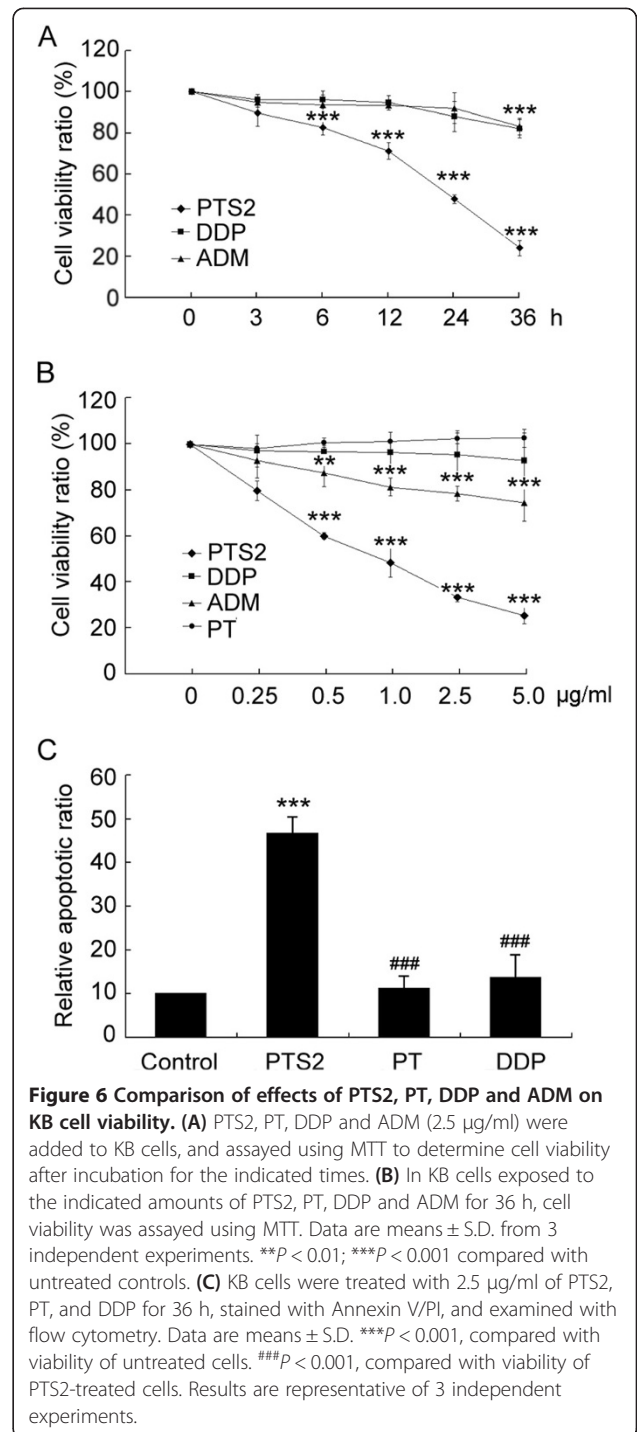 A
Cell viability ratio (%)
120
100
80
60
40
20
0
***
***
***
***
***
PTS2
DDP
ADM
0 3 6 12 24 36 h
B
Cell viability ratio (%)
120
100
80
60
40
20
0
** *** *** ***
*** *** *** ***
PTS2
DDP
ADM
PT
0 0.25 0.5 1.0 2.5 5.0 µg/ml
C
Relative apoptotic ratio
60
50
40
30
20
10
0
***
### ###
Control PTS2 PT DDP
Figure 6 Comparison of effects of PTS2, PT, DDP and ADM on
KB cell viability. (A) PTS2, PT, DDP and ADM (2.5 µg/ml) were
added to KB cells, and assayed using MTT to determine cell viability
after incubation for the indicated times. (B) In KB cells exposed to
the indicated amounts of PTS2, PT, DDP and ADM for 36 h, cell
viability was assayed using MTT. Data are means ± S.D. from 3
independent experiments. **P < 0.01; ***P < 0.001 compared with
untreated controls. (C) KB cells were treated with 2.5 µg/ml of PTS2,
PT, and DDP for 36 h, stained with Annexin V/PI, and examined with
flow cytometry. Data are means ± S.D. ***P < 0.001, compared with
viability of untreated cells. ###P < 0.001, compared with viability of
PTS2-treated cells. Results are representative of 3 independent
experiments.